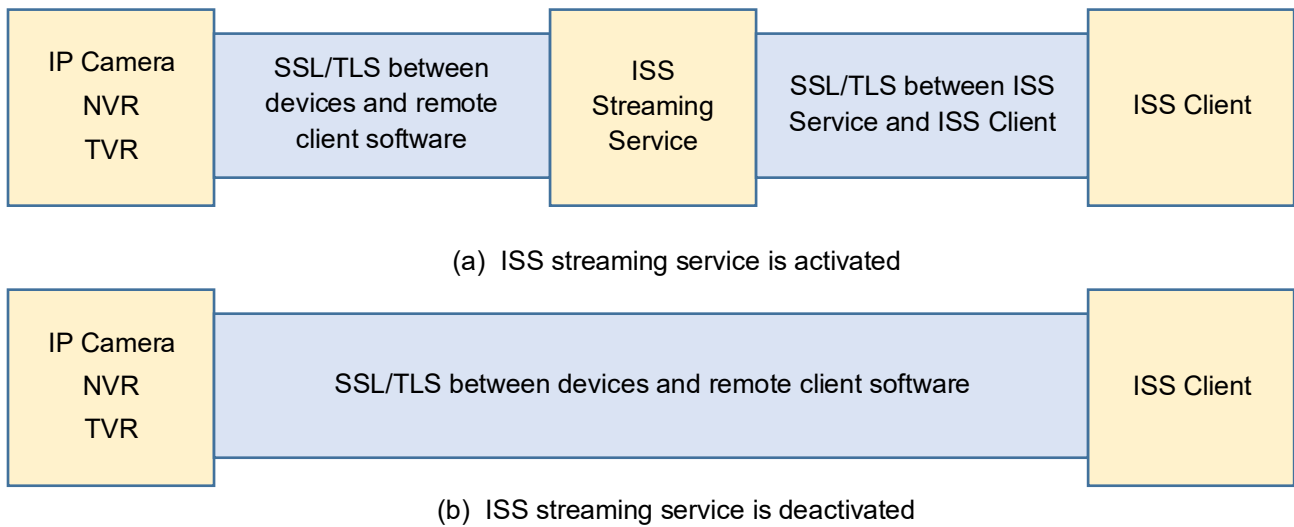 IP Camera
NVR
TVR
SSL/TLS between
devices and remote
client software
ISS
Streaming
Service
SSL/TLS between ISS
Service and ISS Client
ISS Client
(a) ISS streaming service is activated
IP Camera
NVR
TVR
SSL/TLS between devices and remote client software
ISS Client
(b) ISS streaming service is deactivated